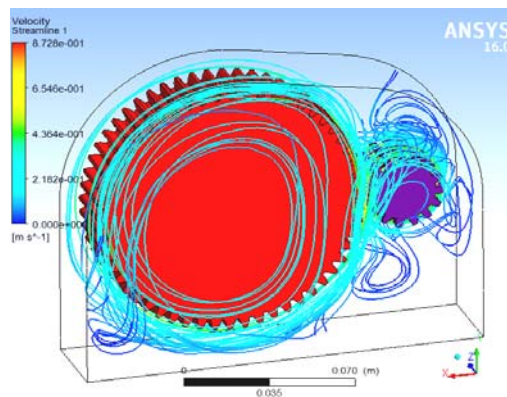 Velocity
Streamline 1
8.728e-001
6.546e-001
4.364e-001
2.182e-001
0.000e+00
[m s^-1]
ANSYS
16.0
0
0.070 (m)
0.035
X
Z